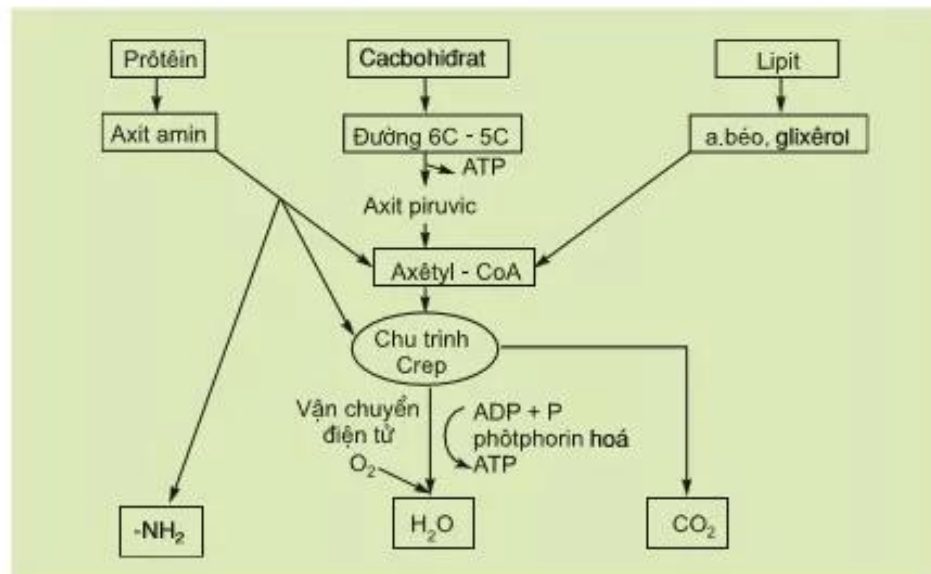 Prôtêin
Cacbohiđrat
Lipit
Axit amin
Đường 6C - 5C
a.béo, glixêrol
ATP
Axit piruvic
Axêtyl - CoA
Chu trình
Crep
Vận chuyển
điện tử
O₂
ADP + P
phôtphorin hoá
ATP
-NH₂
H₂O
CO₂